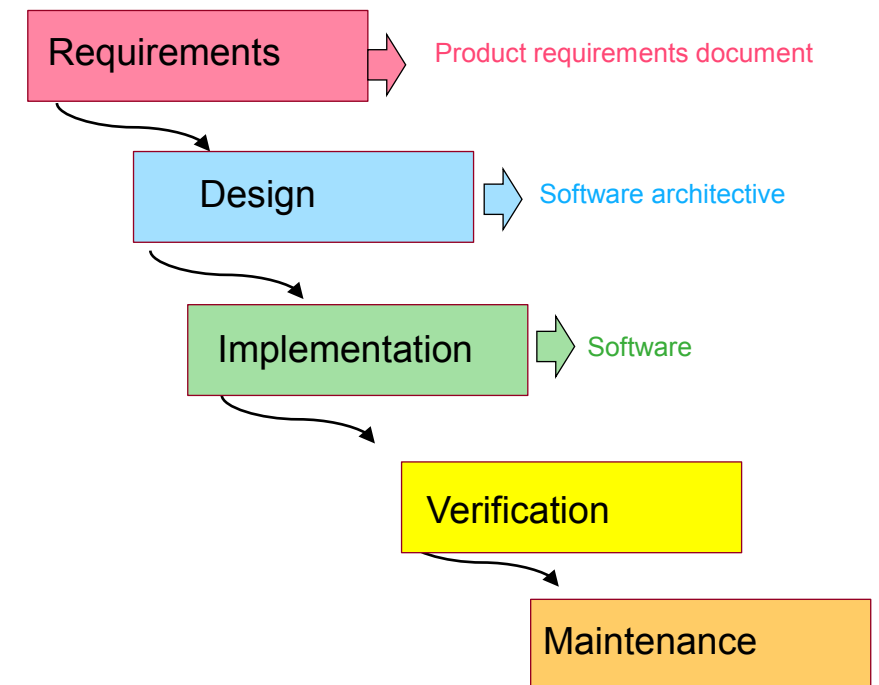 Requirements
Product requirements document
Design
Software architective
Implementation
Software
Verification
Maintenance